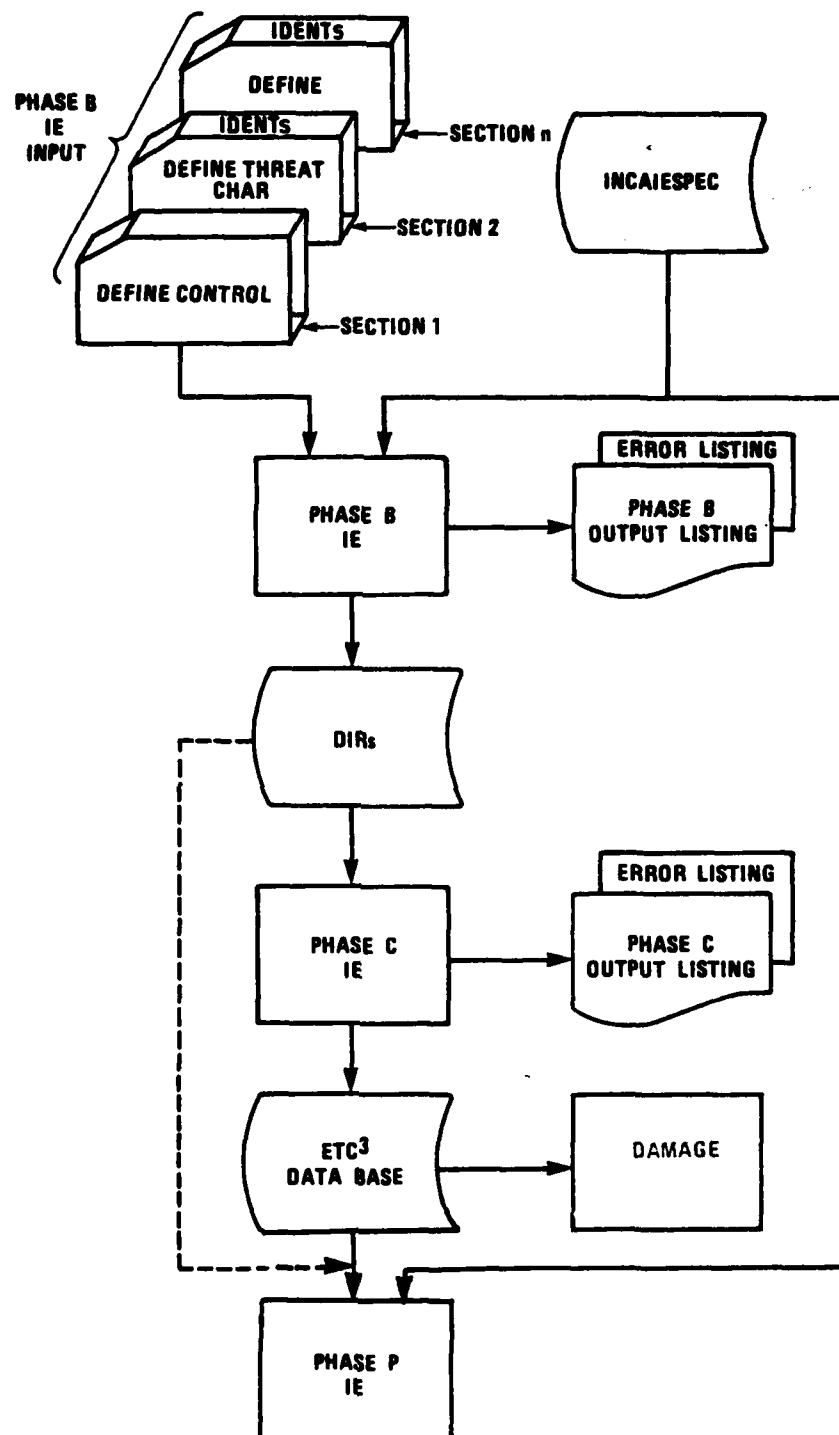 IDENTs
DEFINE
PHASE B
IE
INPUT
SECTION n
IDENTs
DEFINE THREAT
CHAR
SECTION 2
DEFINE CONTROL
SECTION 1
INCAIESPEC
PHASE B
IE
ERROR LISTING
PHASE B
OUTPUT LISTING
DIRs
PHASE C
IE
ERROR LISTING
PHASE C
OUTPUT LISTING
ETC³
DATA BASE
DAMAGE
PHASE P
IE